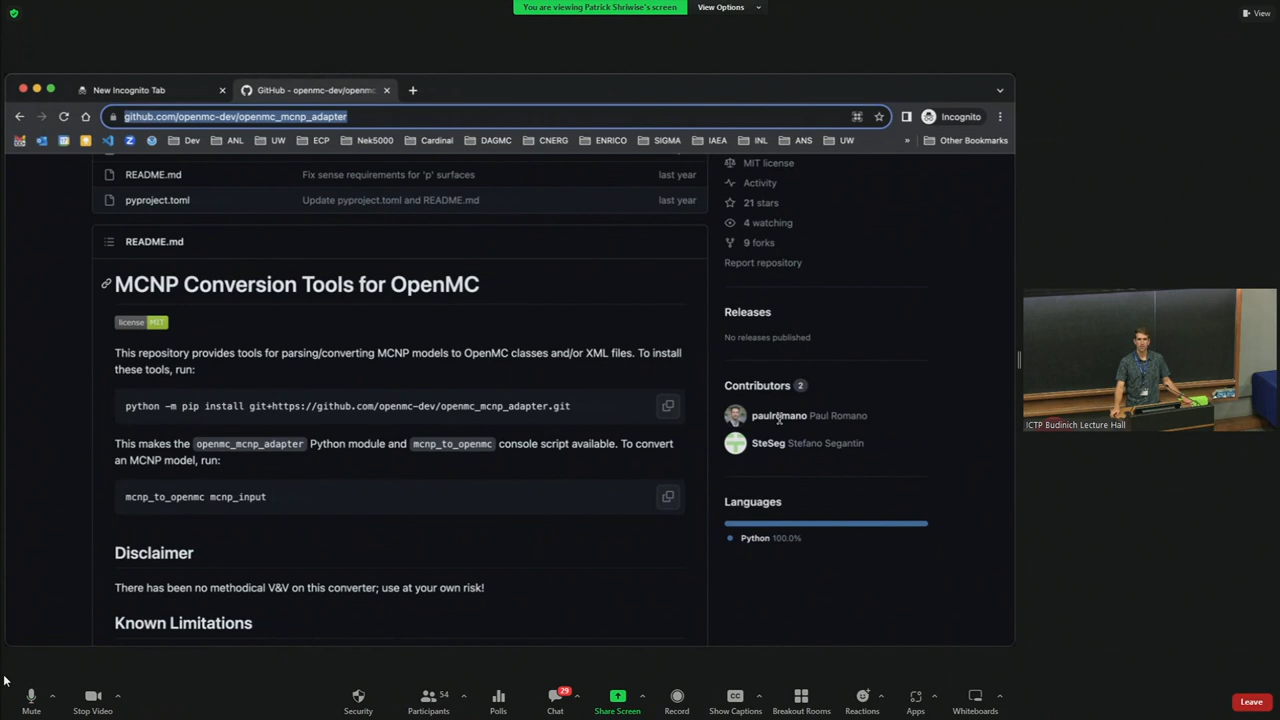 You are viewing Patrick Shriwise's screen
View Options
View
New Incognito Tab
GitHub - openmc-dev/openmc_
github.com/openmc-dev/openmc_mcnp_adapter
Incognito
Dev
ANL
UW
ECP
Nek5000
Cardinal
DAGMC
CNERG
ENRICO
SIGMA
IAEA
INL
ANS
UW
»
Other Bookmarks
README.md
Fix sense requirements for 'p' surfaces
last year
pyproject.toml
Update pyproject.toml and README.md
last year
README.md
MCNP Conversion Tools for OpenMC
license MIT
This repository provides tools for parsing/converting MCNP models to OpenMC classes and/or XML files. To install
these tools, run:
python -m pip install git+https://github.com/openmc-dev/openmc_mcnp_adapter.git
This makes the openmc_mcnp_adapter Python module and mcnp_to_openmc console script available. To convert
an MCNP model, run:
mcnp_to_openmc mcnp_input
Disclaimer
There has been no methodical V&V on this converter; use at your own risk!
Known Limitations
MIT license
Activity
21 stars
4 watching
9 forks
Report repository
Releases
No releases published
Contributors 2
paulromano Paul Romano
SteSeg Stefano Segantin
Languages
Python 100.0%
ICTP Budinich Lecture Hall
Mute
Stop Video
Security
54
Participants
Polls
29
Chat
Share Screen
Record
Show Captions
Breakout Rooms
Reactions
Apps
Whiteboards
Leave